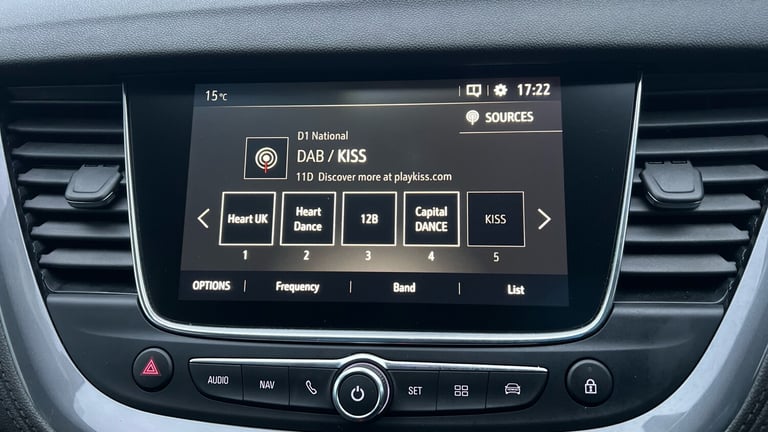 15°C
17:22
SOURCES
D1 National
DAB / KISS
11D Discover more at playkiss.com
Heart UK
Heart Dance
12B
Capital DANCE
KISS
1 2 3 4 5
OPTIONS Frequency Band List
AUDIO NAV SET